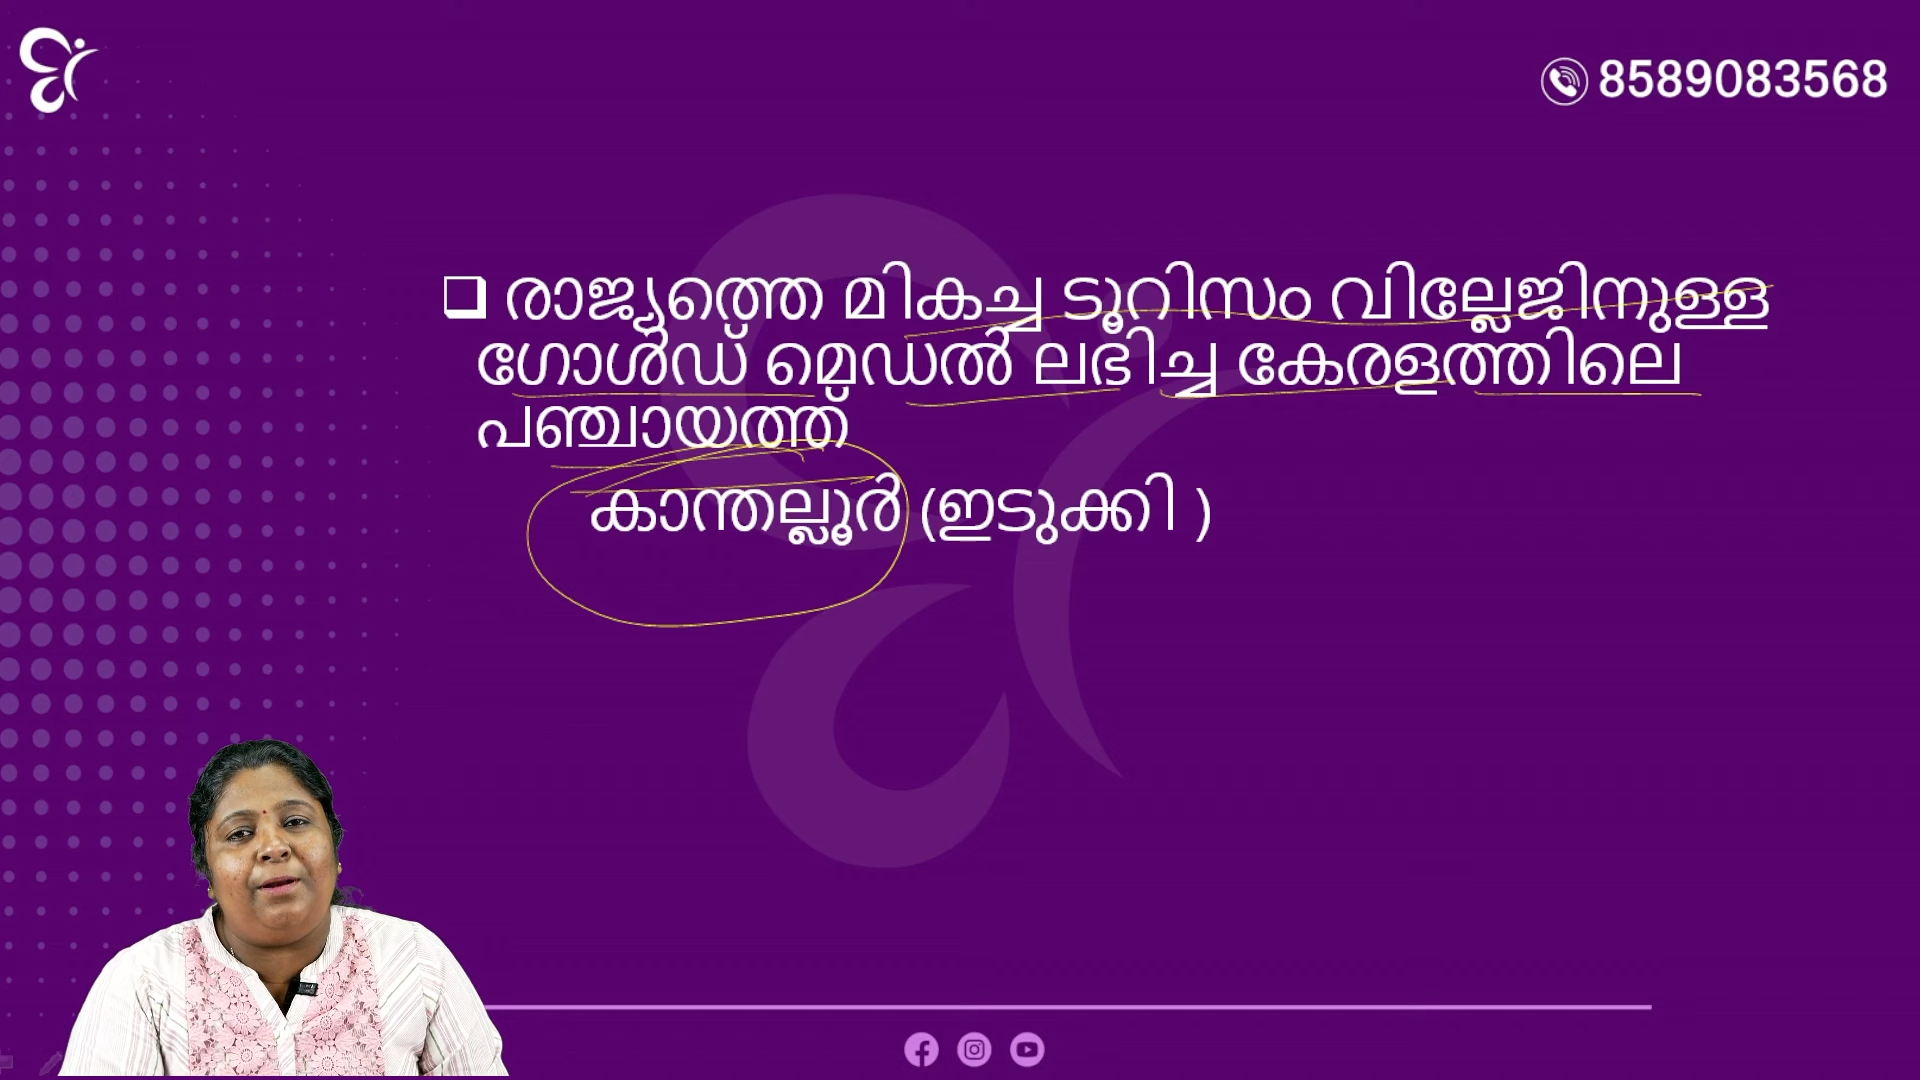 8589083568
❑ രാജ്യത്തെ മികച്ച ടൂറിസം വില്ലേജിനുള്ള
ഗോൾഡ് മെഡൽ ലഭിച്ച കേരളത്തിലെ
പഞ്ചായത്ത്
കാന്തല്ലൂർ (ഇടുക്കി )